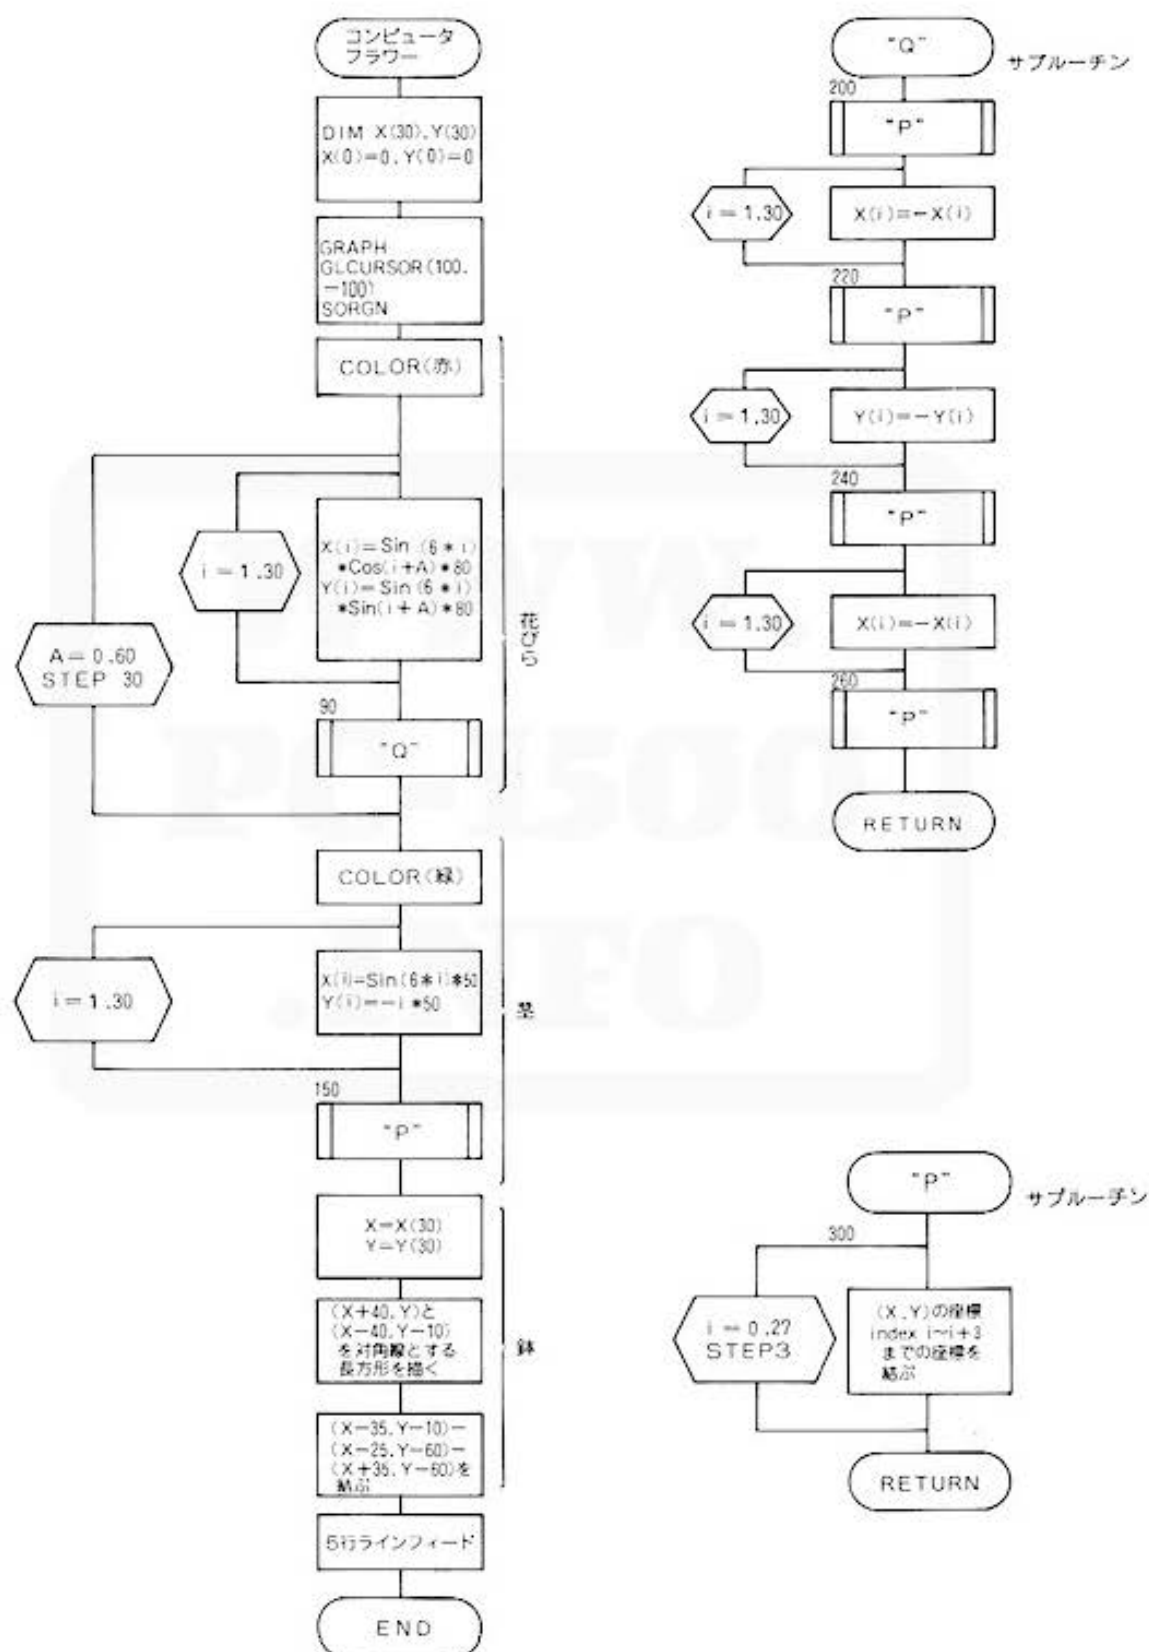 コンピュータ
フラワー
DIM X(30).Y(30)
X(0)=0.Y(0)=0
GRAPH
GLCURSOR(100.
-100)
SORGN
COLOR(赤)
i=1.30
X(i)=Sin(6*i)
*Cos(i+A)*80
Y(i)=Sin(6*i)
*Sin(i+A)*80
A=0.60
STEP 30
90
"Q"
花びら
COLOR(緑)
i=1.30
X(i)=Sin(6*i)*50
Y(i)=-i*50
150
"P"
茎
X=X(30)
Y=Y(30)
(X+40.Y)と
(X-40.Y-10)
を対角線とする
長方形を描く
(X-35.Y-10)-
(X-25.Y-60)-
(X+35.Y-60)を
結ぶ
鉢
5行ラインフィード
END
"Q"
サブルーチン
200
"P"
i=1.30
X(i)=-X(i)
220
"P"
i=1.30
Y(i)=-Y(i)
240
"P"
i=1.30
X(i)=-X(i)
260
"P"
RETURN
"P"
サブルーチン
300
i=0.27
STEP3
(X.Y)の座標
index i~i+3
までの座標を
結ぶ
RETURN
WWW.
PC-1500
.INFO